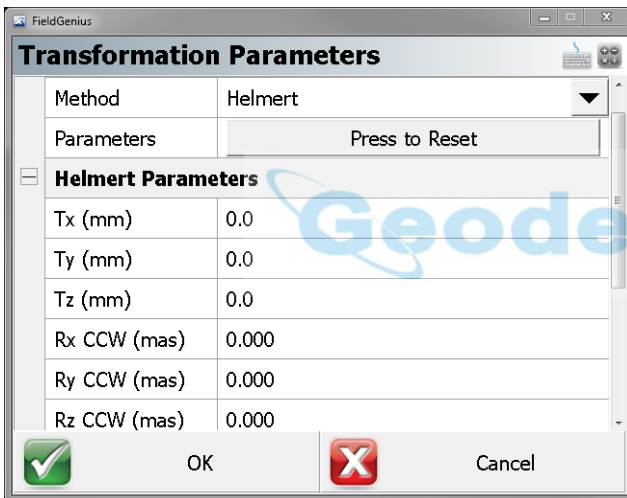 FieldGenius
Transformation Parameters
Method Helmert
Parameters Press to Reset
Helmert Parameters
Tx (mm) 0.0
Ty (mm) 0.0
Tz (mm) 0.0
Rx CCW (mas) 0.000
Ry CCW (mas) 0.000
Rz CCW (mas) 0.000
OK Cancel
Geode